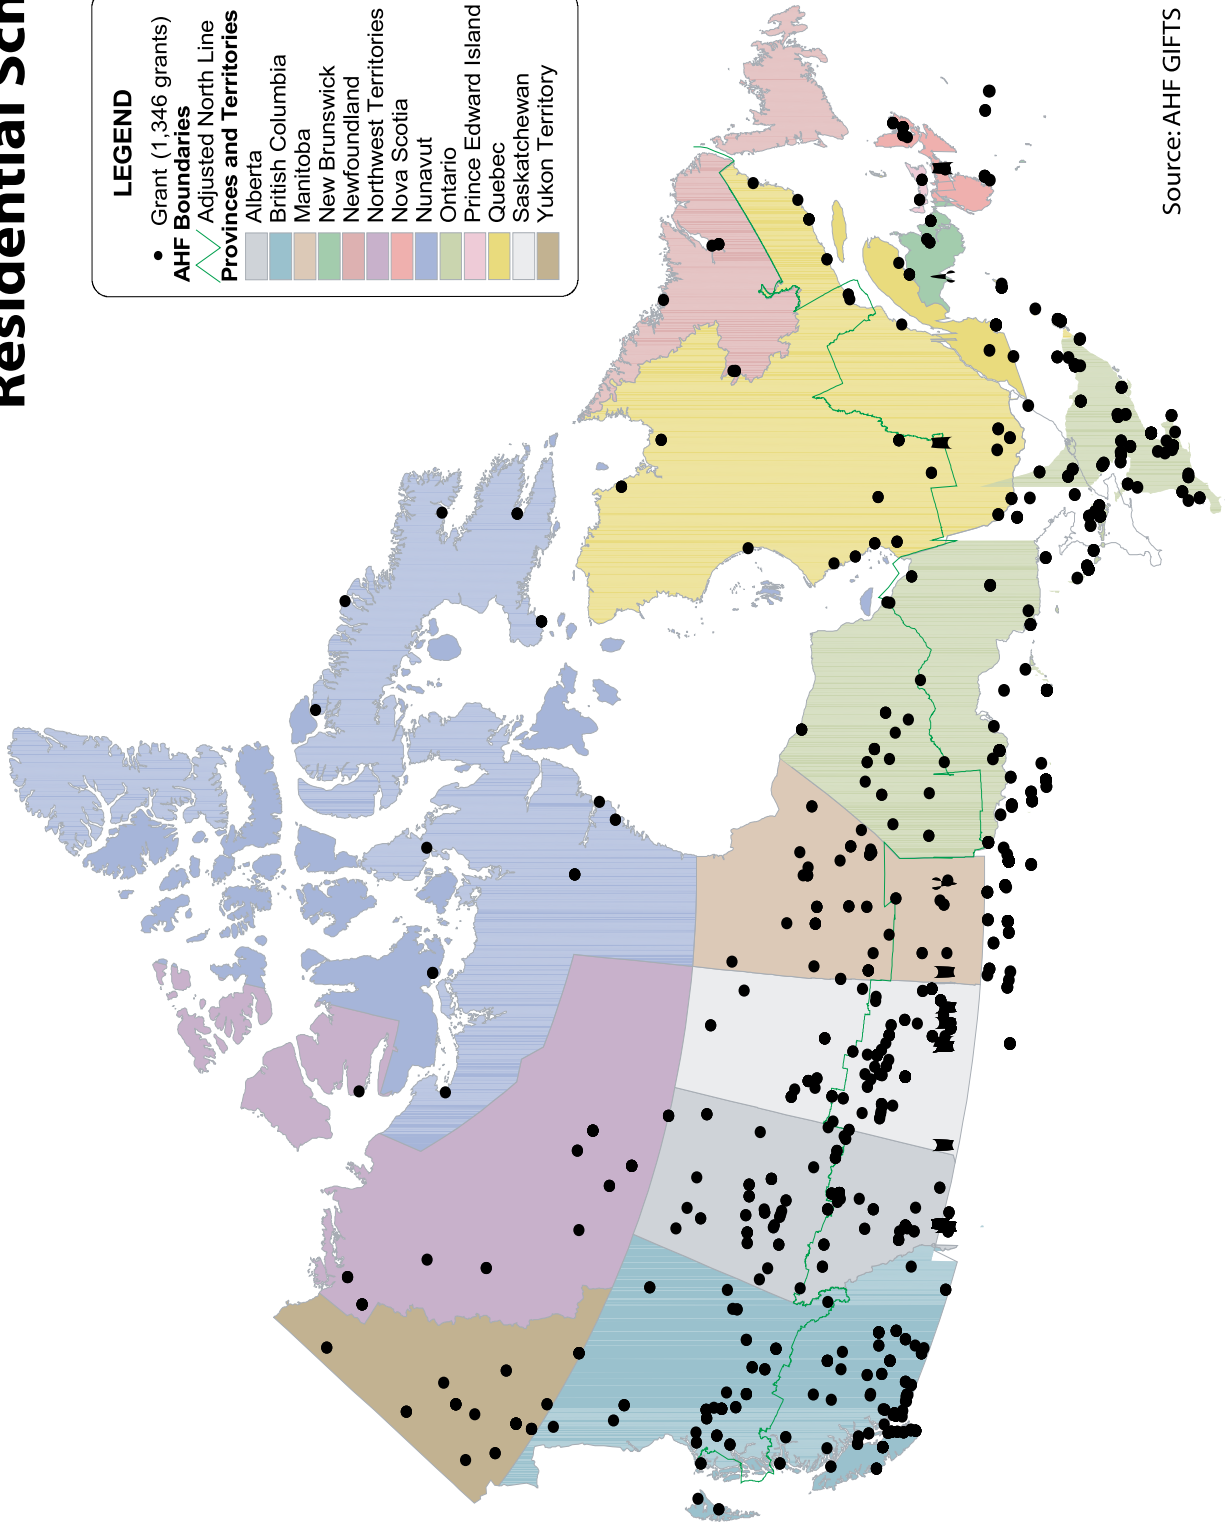 Residential Sch
LEGEND
Grant (1,346 grants)
AHF Boundaries
Adjusted North Line
Provinces and Territories
Alberta
British Columbia
Manitoba
New Brunswick
Newfoundland
Northwest Territories
Nova Scotia
Nunavut
Ontario
Prince Edward Island
Quebec
Saskatchewan
Yukon Territory
Source: AHF GIFTS